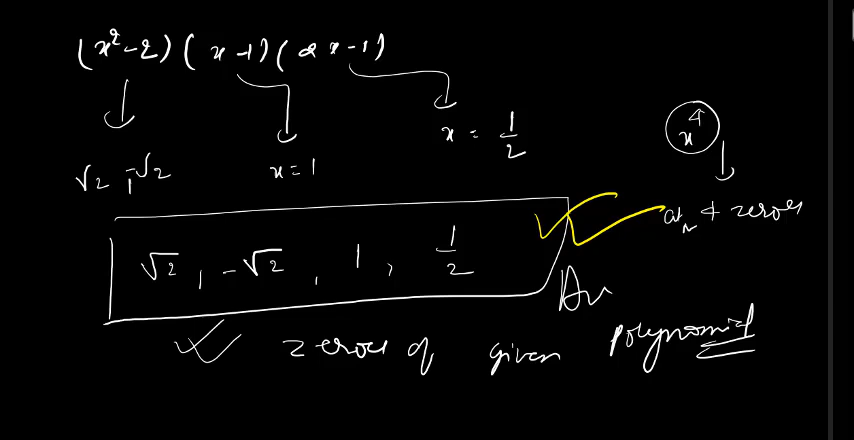 (x²-2)(x-1)(2x-1)
√2, -√2
x=1
x = 1/2
x⁴
at 4 zeroes
√2, -√2, 1, 1/2
zeroes of given polynomial